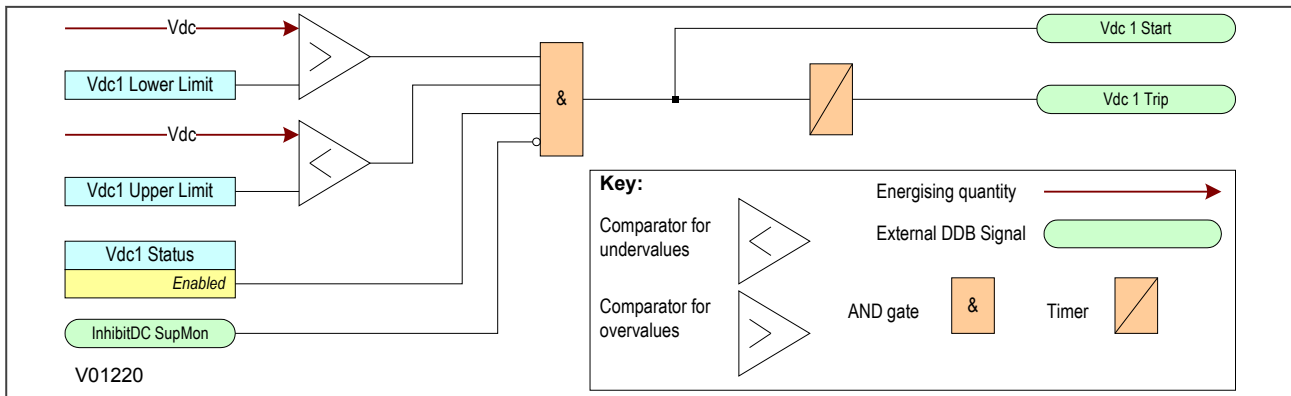 Vdc
Vdc1 Lower Limit
>
Vdc
Vdc1 Upper Limit
<
Vdc1 Status
Enabled
InhibitDC SupMon
&
Vdc 1 Start
Vdc 1 Trip
Key:
Comparator for
undervalues
<
Comparator for
overvalues
>
Energising quantity
External DDB Signal
AND gate
&
Timer
V01220